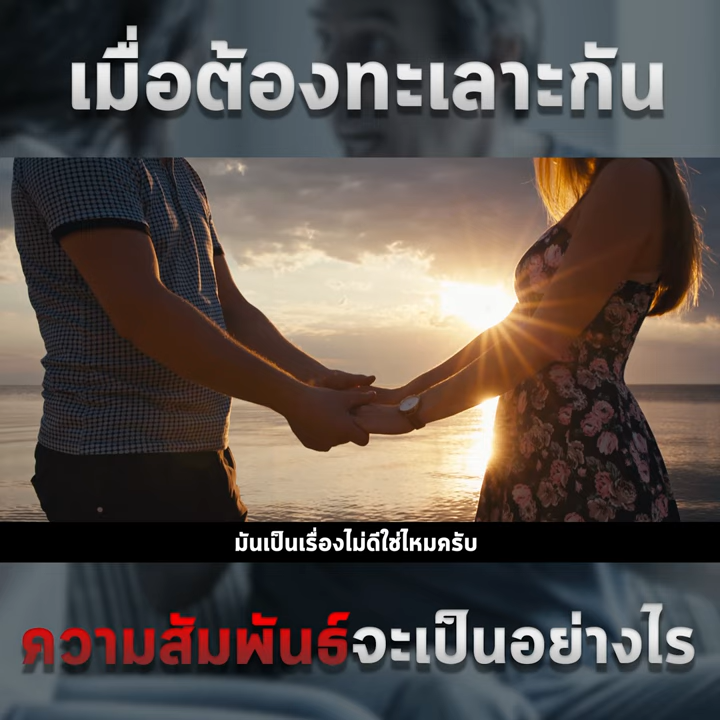 เมื่อต้องทะเลาะกัน
มันเป็นเรื่องไม่ดีใช่ไหมครับ
ความสัมพันธ์จะเป็นอย่างไร